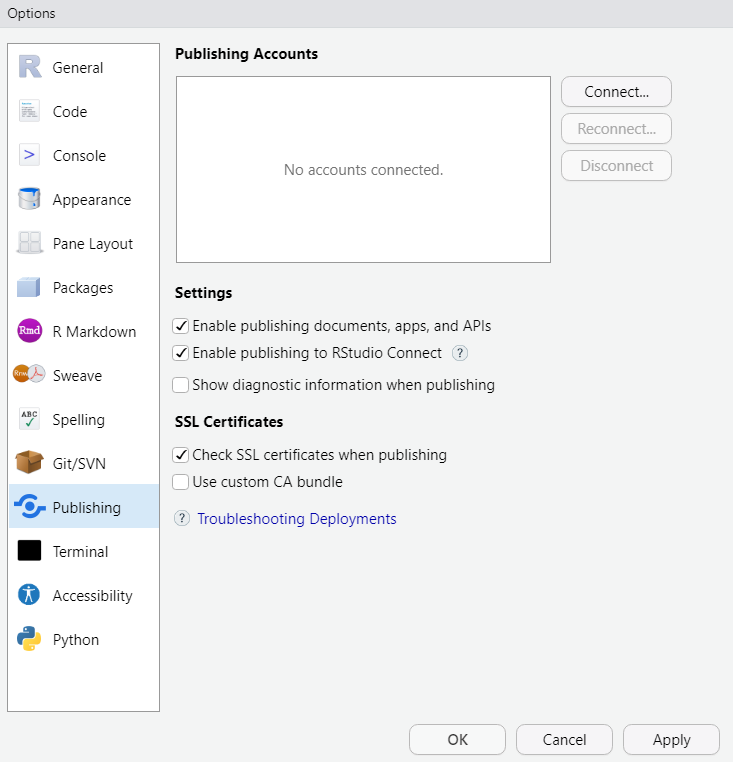 Options
General
Code
Console
Appearance
Pane Layout
Packages
Rmd R Markdown
Sweave
ABC Spelling
Git/SVN
Publishing
Terminal
Accessibility
Python
Publishing Accounts
No accounts connected.
Connect...
Reconnect...
Disconnect
Settings
Enable publishing documents, apps, and APIs
Enable publishing to RStudio Connect ?
Show diagnostic information when publishing
SSL Certificates
Check SSL certificates when publishing
Use custom CA bundle
? Troubleshooting Deployments
OK
Cancel
Apply